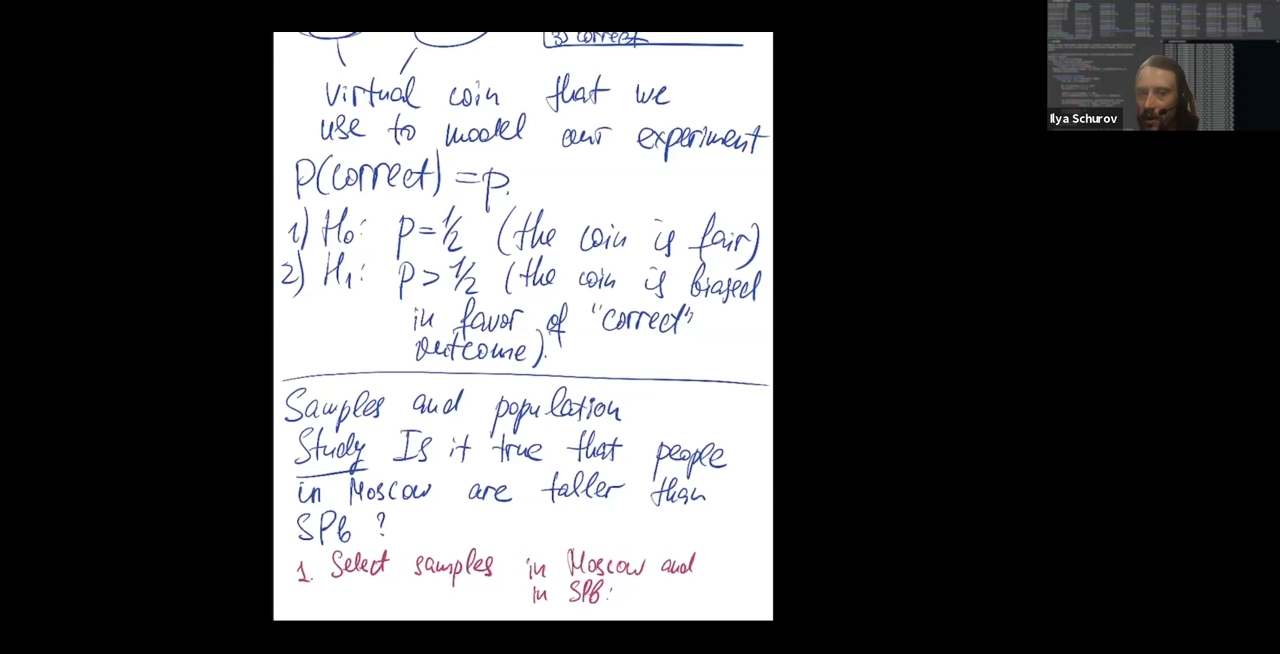 3) correct
virtual coin that we
use to model our experiment
P(correct) = p.
1) H₀: p = 1/2 (the coin is fair)
2) H₁: p > 1/2 (the coin is biased
in favor of "correct"
outcome).
Samples and population
Study Is it true that people
in Moscow are taller than
SPb ?
1. Select samples in Moscow and
in SPb:
Ilya Schurov